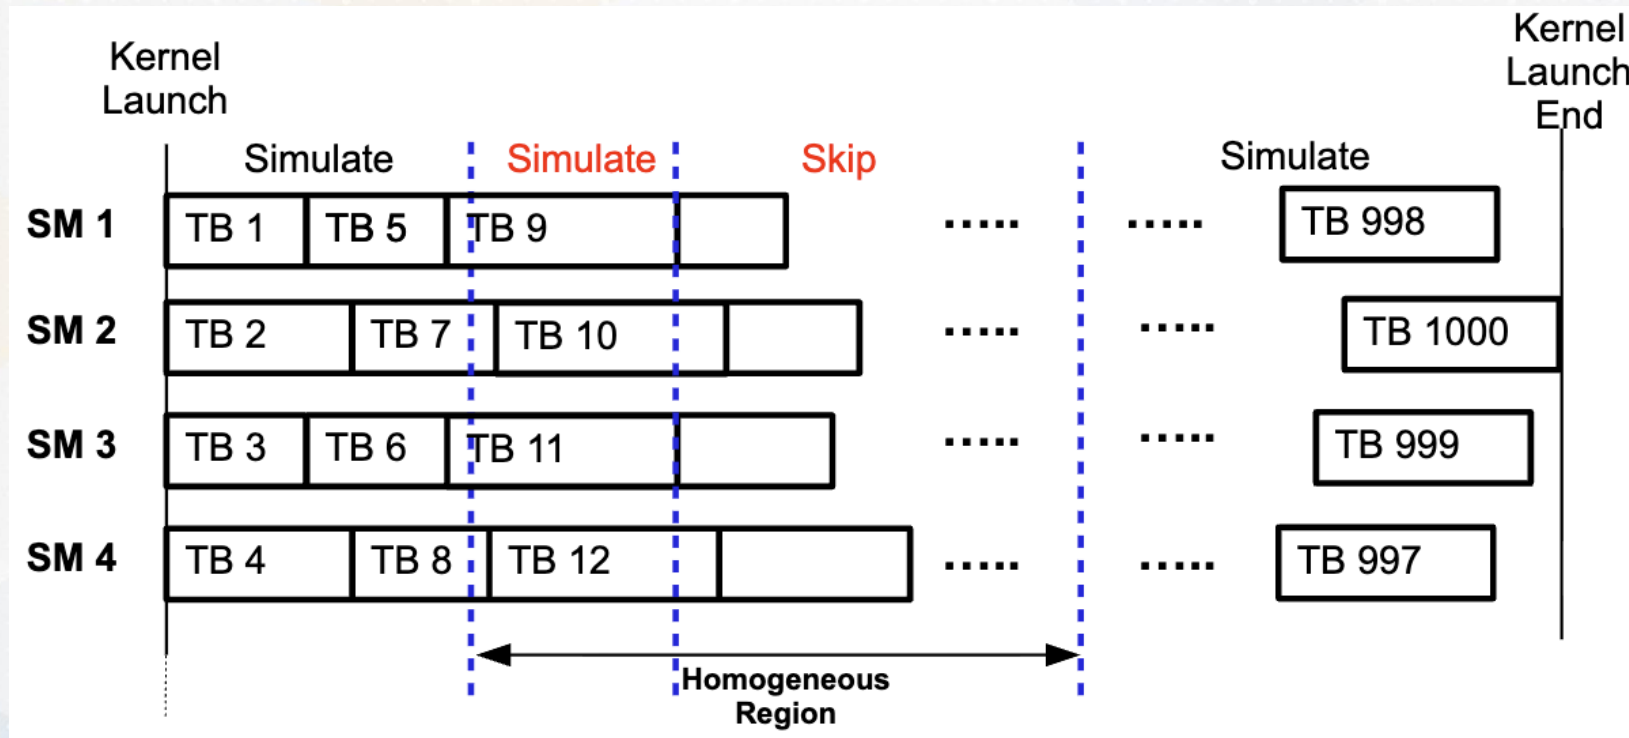 Kernel
Launch
Kernel
Launch
End
Simulate
Simulate
Skip
Simulate
SM 1
TB 1
TB 5
TB 9
.....
.....
TB 998
SM 2
TB 2
TB 7
TB 10
.....
.....
TB 1000
SM 3
TB 3
TB 6
TB 11
.....
.....
TB 999
SM 4
TB 4
TB 8
TB 12
.....
.....
TB 997
Homogeneous
Region